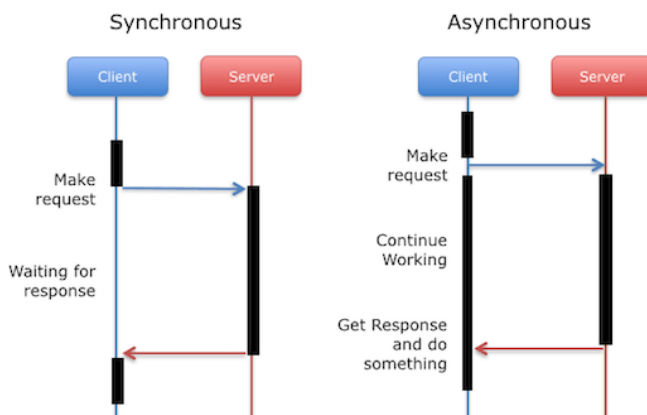 Synchronous
Client
Server
Make
request
Waiting for
response
Asynchronous
Client
Server
Make
request
Continue
Working
Get Response
and do
something